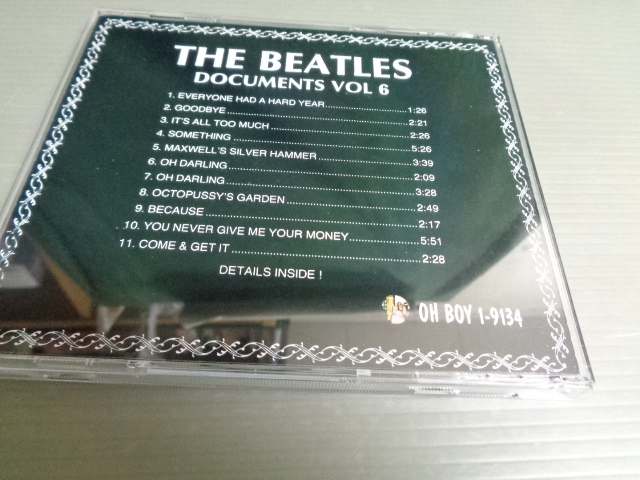 THE BEATLES
DOCUMENTS VOL 6
1. EVERYONE HAD A HARD YEAR 1:26
2. GOODBYE 2:21
3. IT'S ALL TOO MUCH 2:26
4. SOMETHING 5:26
5. MAXWELL'S SILVER HAMMER 3:39
6. OH DARLING 2:09
7. OH DARLING 3:28
8. OCTOPUSSY'S GARDEN 2:49
9. BECAUSE 2:17
10. YOU NEVER GIVE ME YOUR MONEY 5:51
11. COME & GET IT 2:28
DETAILS INSIDE !
OH BOY 1-9134